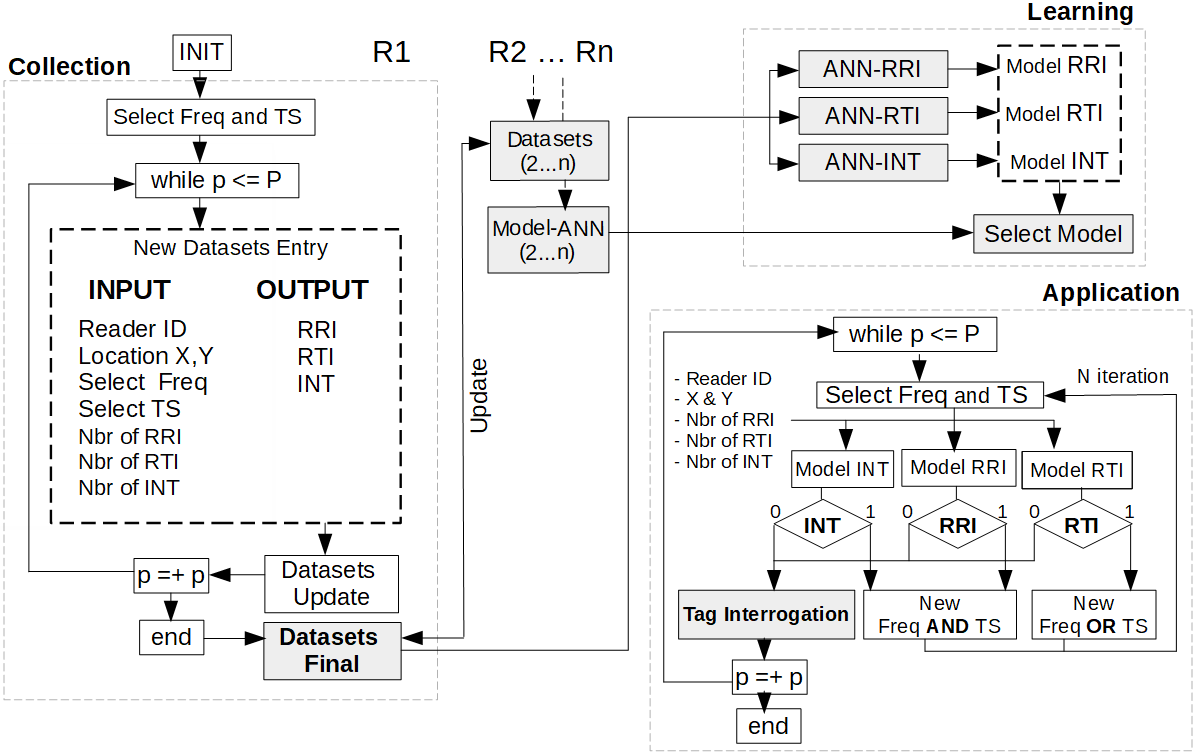 Collection
INIT
R1
Select Freq and TS
while p <= P
New Datasets Entry
INPUT
OUTPUT
Reader ID
Location X,Y
Select Freq
Select TS
Nbr of RRI
Nbr of RTI
Nbr of INT
RRI
RTI
INT
Datasets
Update
p =+ p
end
Datasets
Final
R2 ... Rn
Datasets
(2...n)
Model-ANN
(2...n)
Update
Learning
ANN-RRI
ANN-RTI
ANN-INT
Model RRI
Model RTI
Model INT
Select Model
Application
while p <= P
Select Freq and TS
N iteration
- Reader ID
- X & Y
- Nbr of RRI
- Nbr of RTI
- Nbr of INT
Model INT
Model RRI
Model RTI
0
INT
1
0
RRI
1
0
RTI
1
Tag Interrogation
New
Freq AND TS
New
Freq OR TS
p =+ p
end